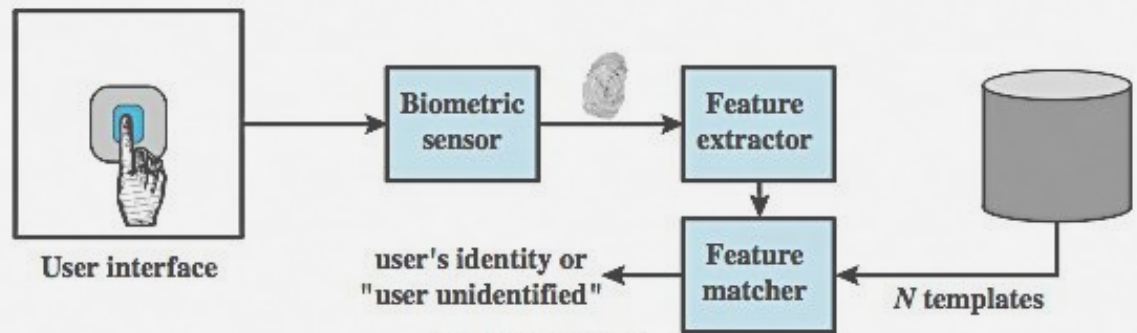 Biometric
sensor
Feature
extractor
User interface
user's identity or
"user unidentified"
Feature
matcher
N templates